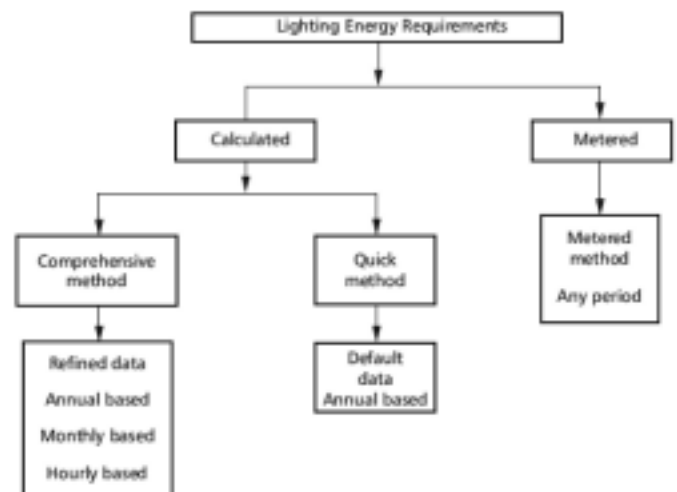 Lighting Energy Requirements
Calculated
Metered
Comprehensive
method
Quick
method
Metered
method
Any period
Refined data
Annual based
Monthly based
Hourly based
Default
data
Annual based